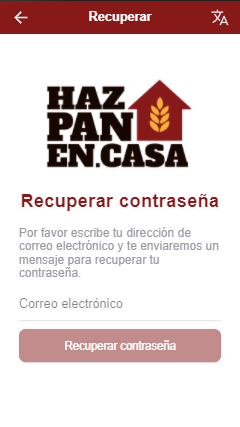 Recuperar
HAZ
PAN
EN.CASA
Recuperar contraseña
Por favor escribe tu dirección de
correo electrónico y te enviaremos un
mensaje para recuperar tu
contraseña.
Correo electrónico
Recuperar contraseña